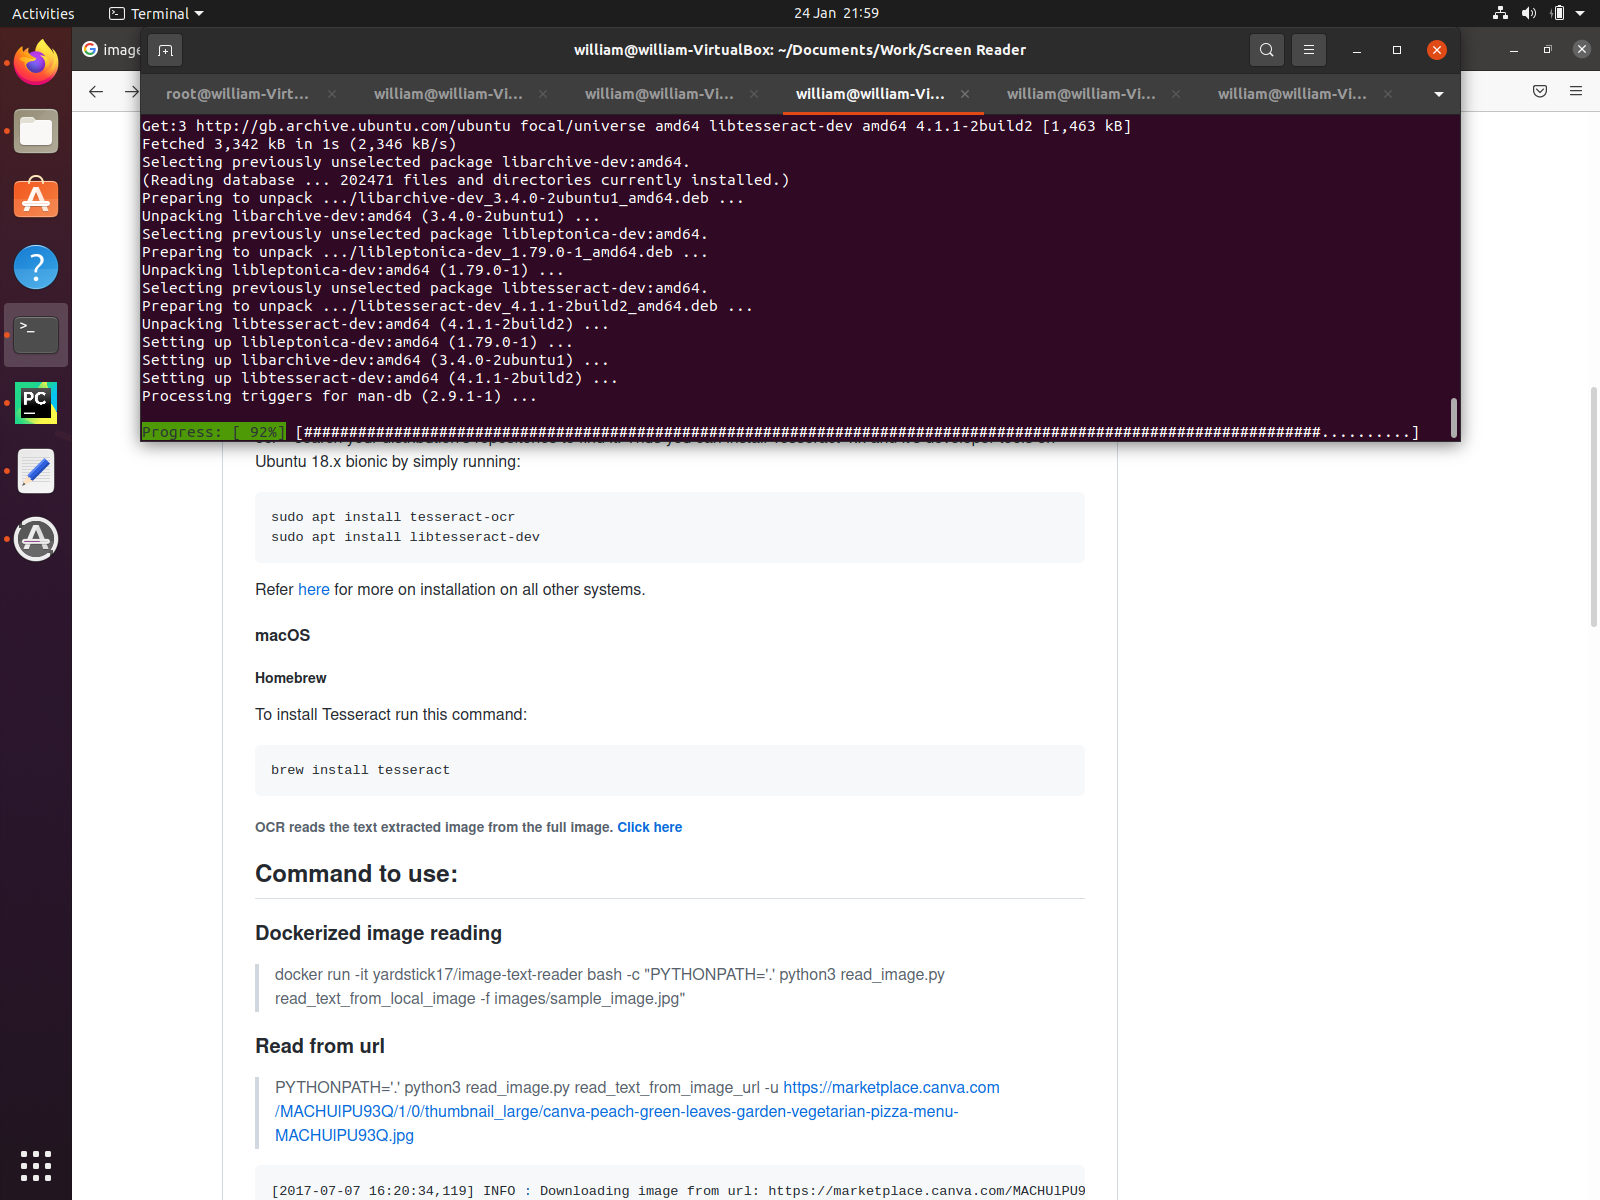 Activities
Terminal
24 Jan 21:59
image
william@william-VirtualBox: ~/Documents/Work/Screen Reader
root@william-Virt...
william@william-Vi...
william@william-Vi...
william@william-Vi...
william@william-Vi...
william@william-Vi...
Get:3 http://gb.archive.ubuntu.com/ubuntu focal/universe amd64 libtesseract-dev amd64 4.1.1-2build2 [1,463 kB]
Fetched 3,342 kB in 1s (2,346 kB/s)
Selecting previously unselected package libarchive-dev:amd64.
(Reading database ... 202471 files and directories currently installed.)
Preparing to unpack .../libarchive-dev_3.4.0-2ubuntu1_amd64.deb ...
Unpacking libarchive-dev:amd64 (3.4.0-2ubuntu1) ...
Selecting previously unselected package libleptonica-dev:amd64.
Preparing to unpack .../libleptonica-dev_1.79.0-1_amd64.deb ...
Unpacking libleptonica-dev:amd64 (1.79.0-1) ...
Selecting previously unselected package libtesseract-dev:amd64.
Preparing to unpack .../libtesseract-dev_4.1.1-2build2_amd64.deb ...
Unpacking libtesseract-dev:amd64 (4.1.1-2build2) ...
Setting up libleptonica-dev:amd64 (1.79.0-1) ...
Setting up libarchive-dev:amd64 (3.4.0-2ubuntu1) ...
Setting up libtesseract-dev:amd64 (4.1.1-2build2) ...
Processing triggers for man-db (2.9.1-1) ...
Progress: [ 92%] [#################################################################################################################..........]
Ubuntu 18.x bionic by simply running:
sudo apt install tesseract-ocr
sudo apt install libtesseract-dev
Refer here for more on installation on all other systems.
macOS
Homebrew
To install Tesseract run this command:
brew install tesseract
OCR reads the text extracted image from the full image. Click here
Command to use:
Dockerized image reading
docker run -it yardstick17/image-text-reader bash -c "PYTHONPATH='.' python3 read_image.py
read_text_from_local_image -f images/sample_image.jpg"
Read from url
PYTHONPATH='.' python3 read_image.py read_text_from_image_url -u https://marketplace.canva.com
/MACHUlPU93Q/1/0/thumbnail_large/canva-peach-green-leaves-garden-vegetarian-pizza-menu-
MACHUlPU93Q.jpg
[2017-07-07 16:20:34,119] INFO : Downloading image from url: https://marketplace.canva.com/MACHUlPU9